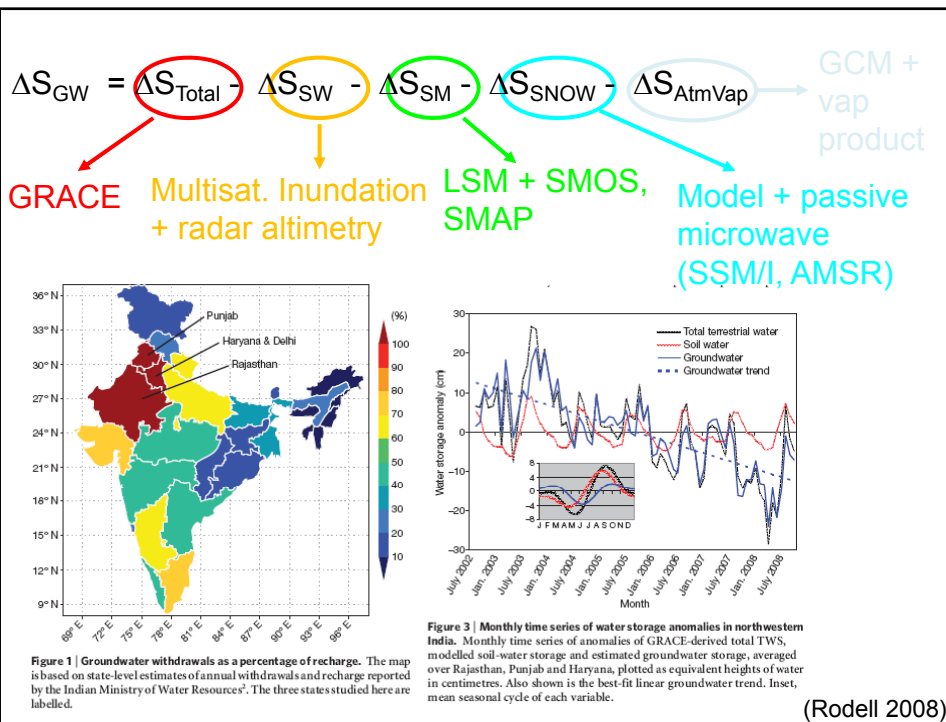 ΔS_GW = ΔS_Total - ΔS_SW - ΔS_SM - ΔS_SNOW - ΔS_AtmVap
GCM +
vap
product
GRACE
Multisat. Inundation
+ radar altimetry
LSM + SMOS,
SMAP
Model + passive
microwave
(SSM/I, AMSR)
36° N
33° N
30° N
27° N
24° N
21° N
18° N
15° N
12° N
9° N
69° E
72° E
75° E
78° E
81° E
84° E
87° E
90° E
93° E
96° E
Punjab
Haryana & Delhi
Rajasthan
(%)
100
90
80
70
60
50
40
30
20
10
Figure 1 | Groundwater withdrawals as a percentage of recharge. The map
is based on state-level estimates of annual withdrawals and recharge reported
by the Indian Ministry of Water Resources². The three states studied here are
labelled.
Water storage anomaly (cm)
30
20
10
0
−10
−20
−30
Total terrestrial water
Soil water
Groundwater
Groundwater trend
8
4
0
−4
−8
J F M A M J J A S O N D
July 2002
Jan. 2003
July 2003
Jan. 2004
July 2004
Jan. 2005
July 2005
Jan. 2006
July 2006
Jan. 2007
July 2007
Jan. 2008
July 2008
Month
Figure 3 | Monthly time series of water storage anomalies in northwestern
India. Monthly time series of anomalies of GRACE-derived total TWS,
modelled soil-water storage and estimated groundwater storage, averaged
over Rajasthan, Punjab and Haryana, plotted as equivalent heights of water
in centimetres. Also shown is the best-fit linear groundwater trend. Inset,
mean seasonal cycle of each variable.
(Rodell 2008)